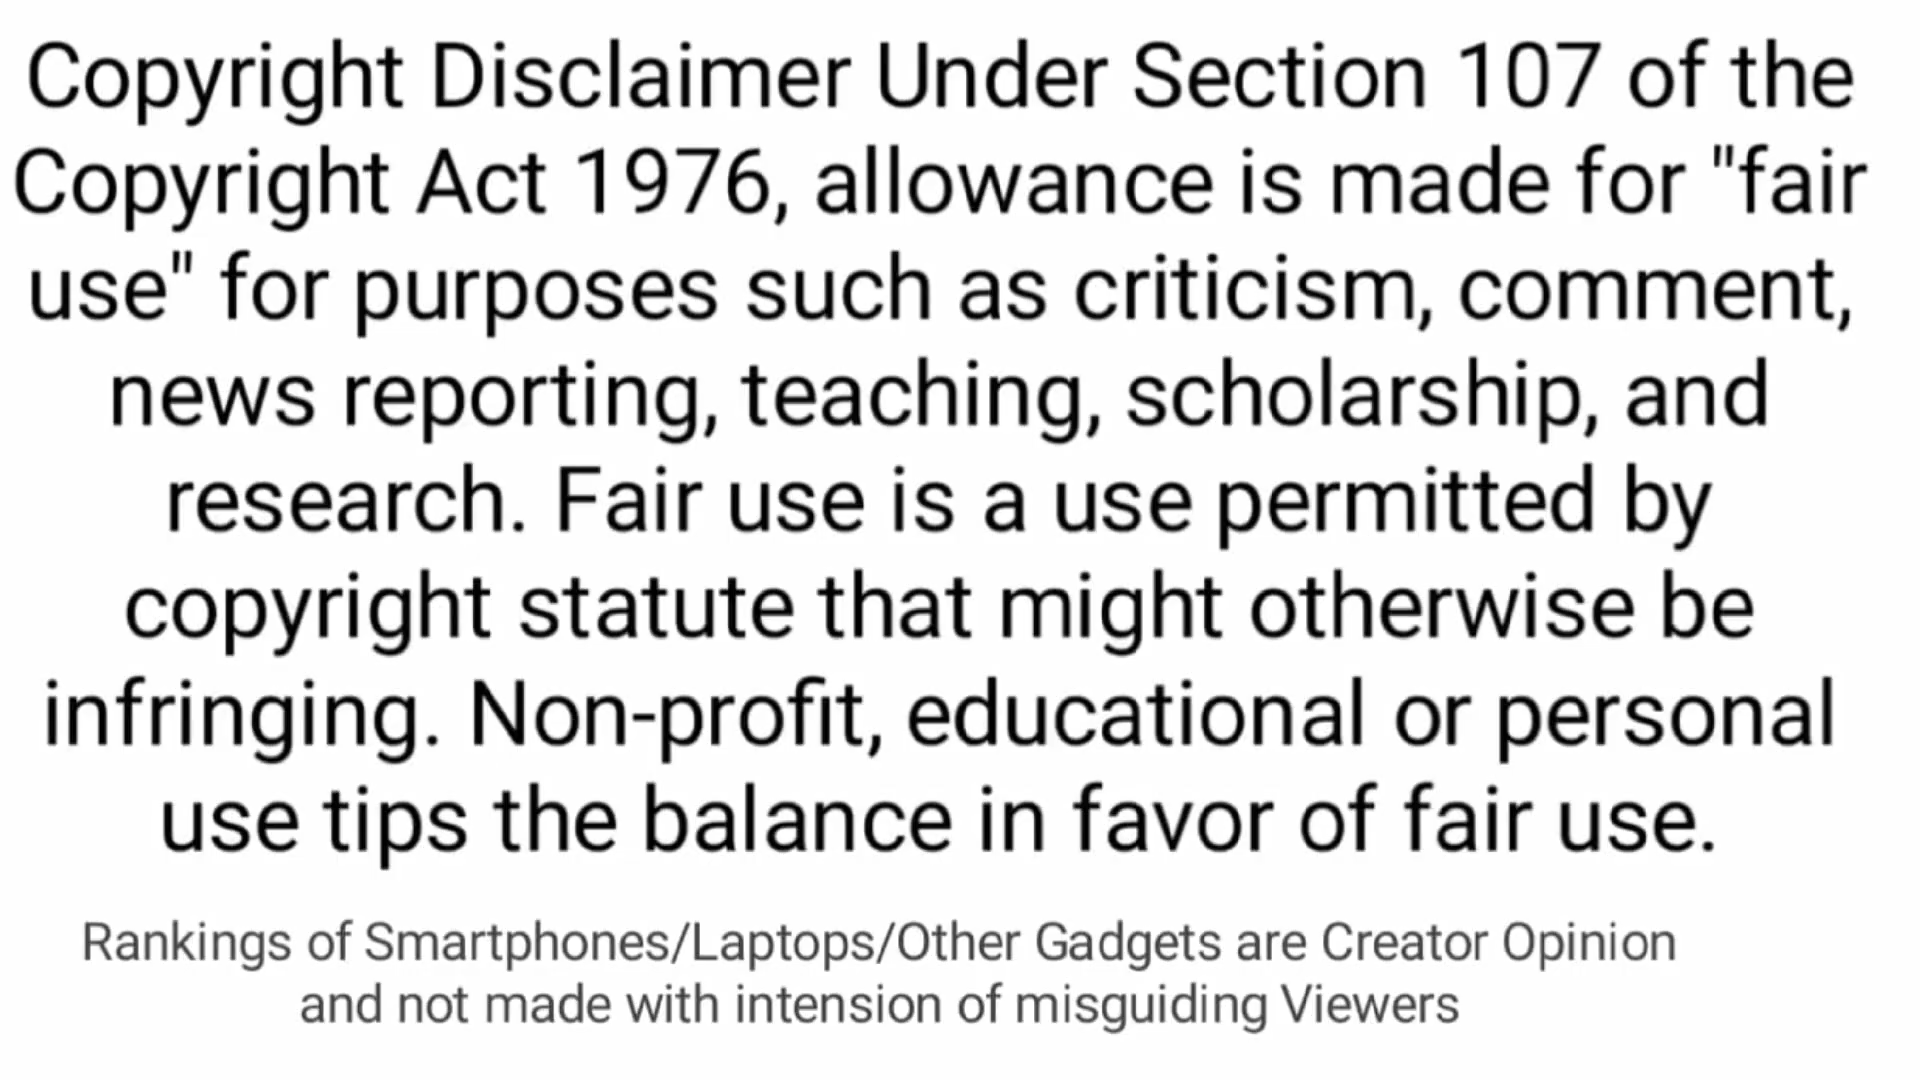 Copyright Disclaimer Under Section 107 of the
Copyright Act 1976, allowance is made for "fair
use" for purposes such as criticism, comment,
news reporting, teaching, scholarship, and
research. Fair use is a use permitted by
copyright statute that might otherwise be
infringing. Non-profit, educational or personal
use tips the balance in favor of fair use.
Rankings of Smartphones/Laptops/Other Gadgets are Creator Opinion
and not made with intension of misguiding Viewers